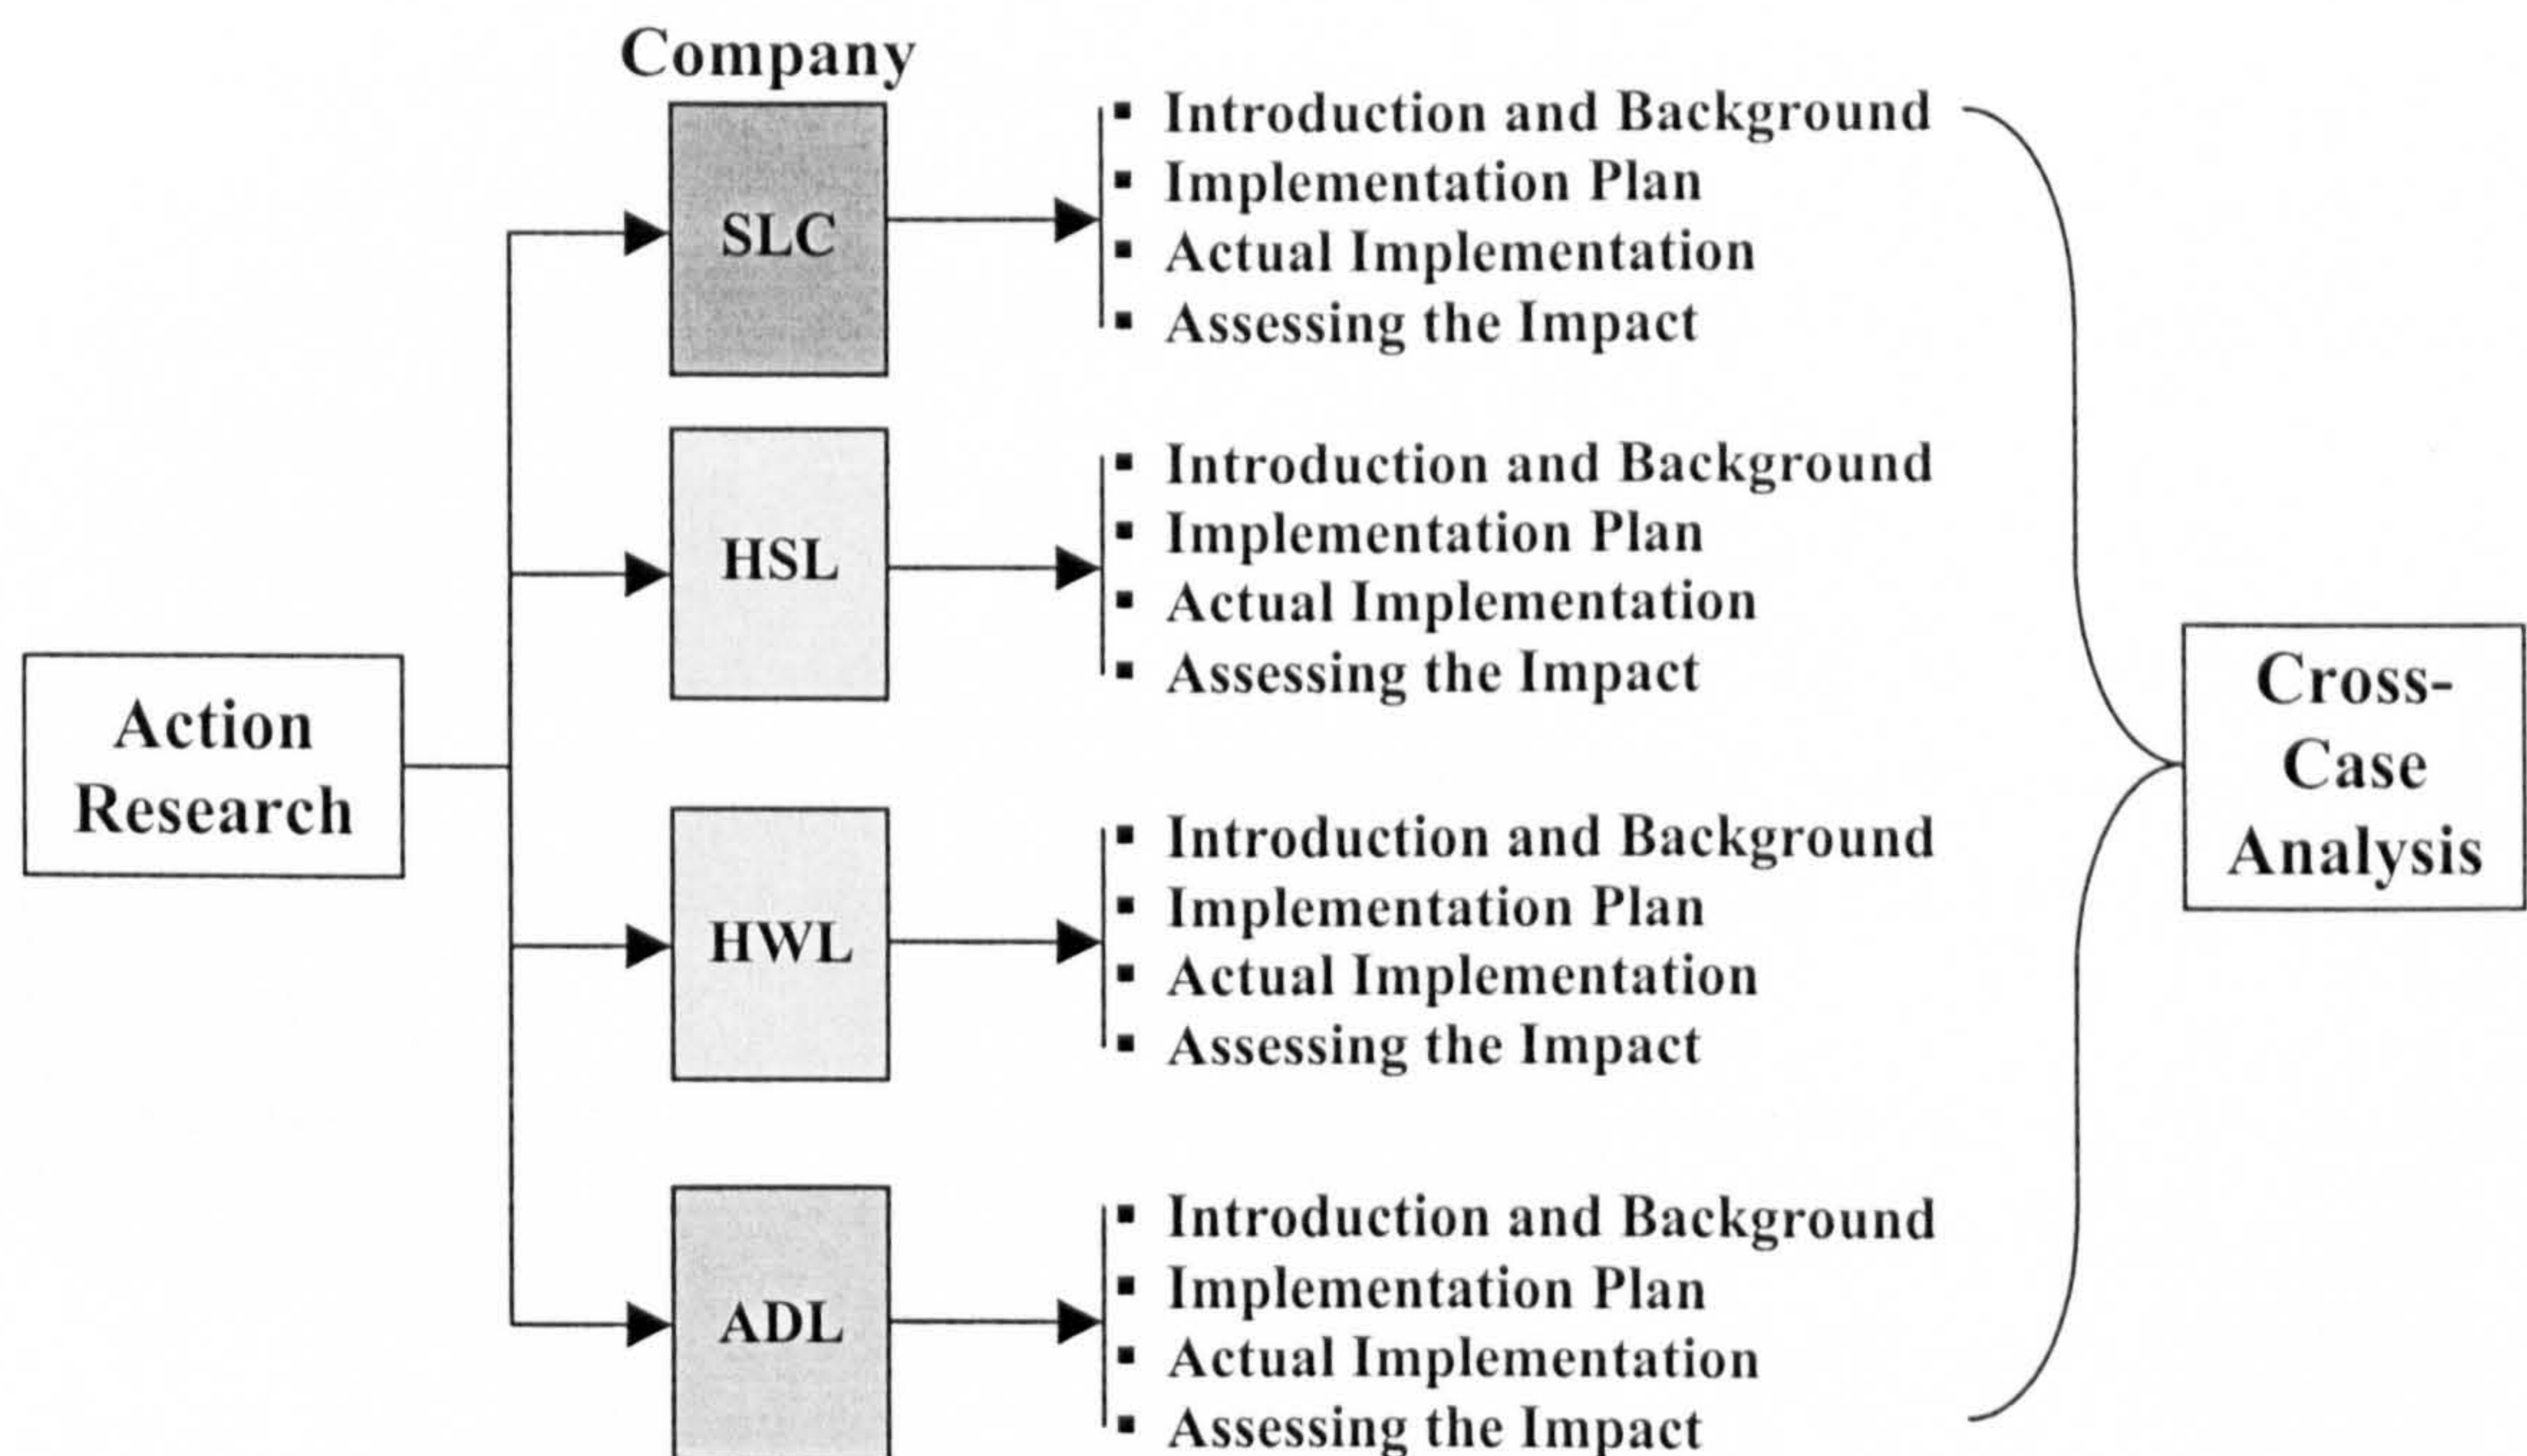 Company
SLC
▪ Introduction and Background
▪ Implementation Plan
▪ Actual Implementation
▪ Assessing the Impact
HSL
▪ Introduction and Background
▪ Implementation Plan
▪ Actual Implementation
▪ Assessing the Impact
Action
Research
HWL
▪ Introduction and Background
▪ Implementation Plan
▪ Actual Implementation
▪ Assessing the Impact
ADL
▪ Introduction and Background
▪ Implementation Plan
▪ Actual Implementation
▪ Assessing the Impact
Cross-
Case
Analysis